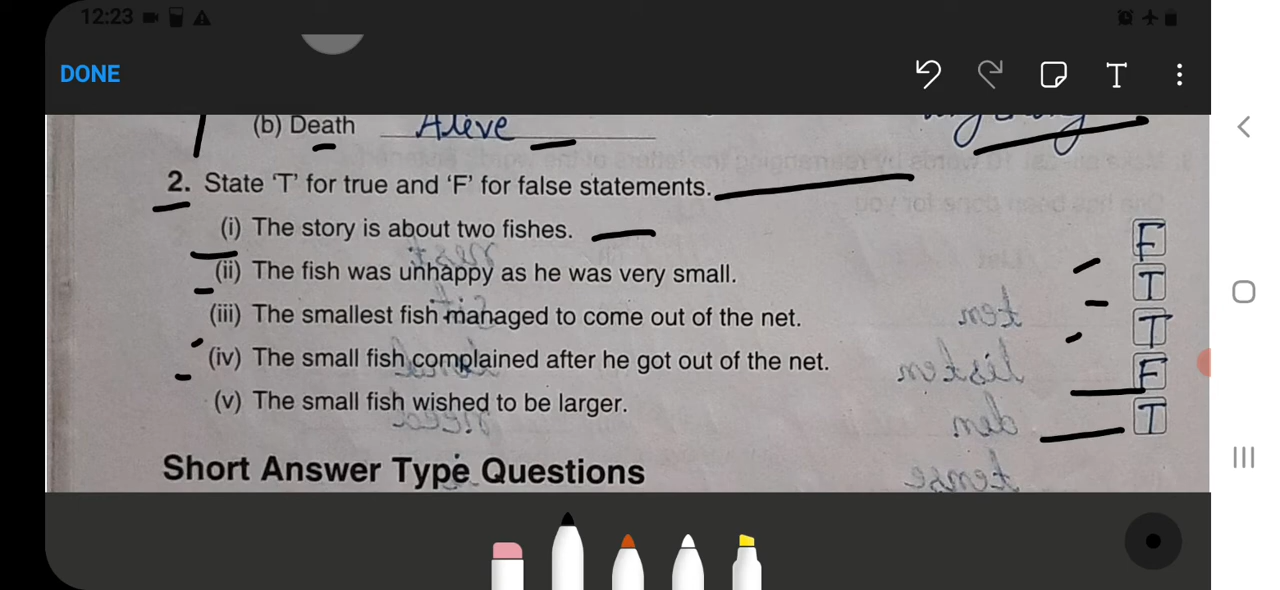 12:23
DONE
T
(b) Death Alive
2. State 'T' for true and 'F' for false statements.
(i) The story is about two fishes. F
(ii) The fish was unhappy as he was very small. T
(iii) The smallest fish managed to come out of the net. T
(iv) The small fish complained after he got out of the net. F
(v) The small fish wished to be larger. T
Short Answer Type Questions